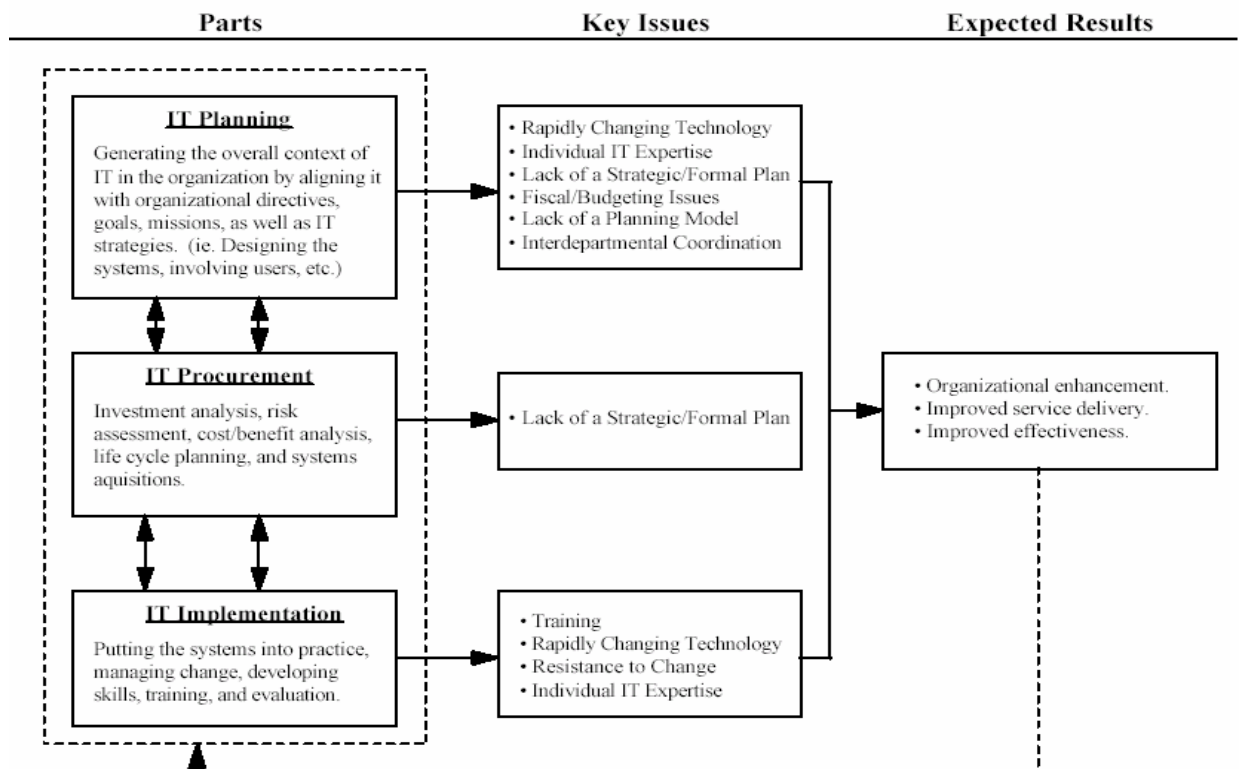 Parts
Key Issues
Expected Results
IT Planning
Generating the overall context of
IT in the organization by aligning it
with organizational directives,
goals, missions, as well as IT
strategies. (ie. Designing the
systems, involving users, etc.)
• Rapidly Changing Technology
• Individual IT Expertise
• Lack of a Strategic/Formal Plan
• Fiscal/Budgeting Issues
• Lack of a Planning Model
• Interdepartmental Coordination
IT Procurement
Investment analysis, risk
assessment, cost/benefit analysis,
life cycle planning, and systems
aquisitions.
• Lack of a Strategic/Formal Plan
• Organizational enhancement.
• Improved service delivery.
• Improved effectiveness.
IT Implementation
Putting the systems into practice,
managing change, developing
skills, training, and evaluation.
• Training
• Rapidly Changing Technology
• Resistance to Change
• Individual IT Expertise